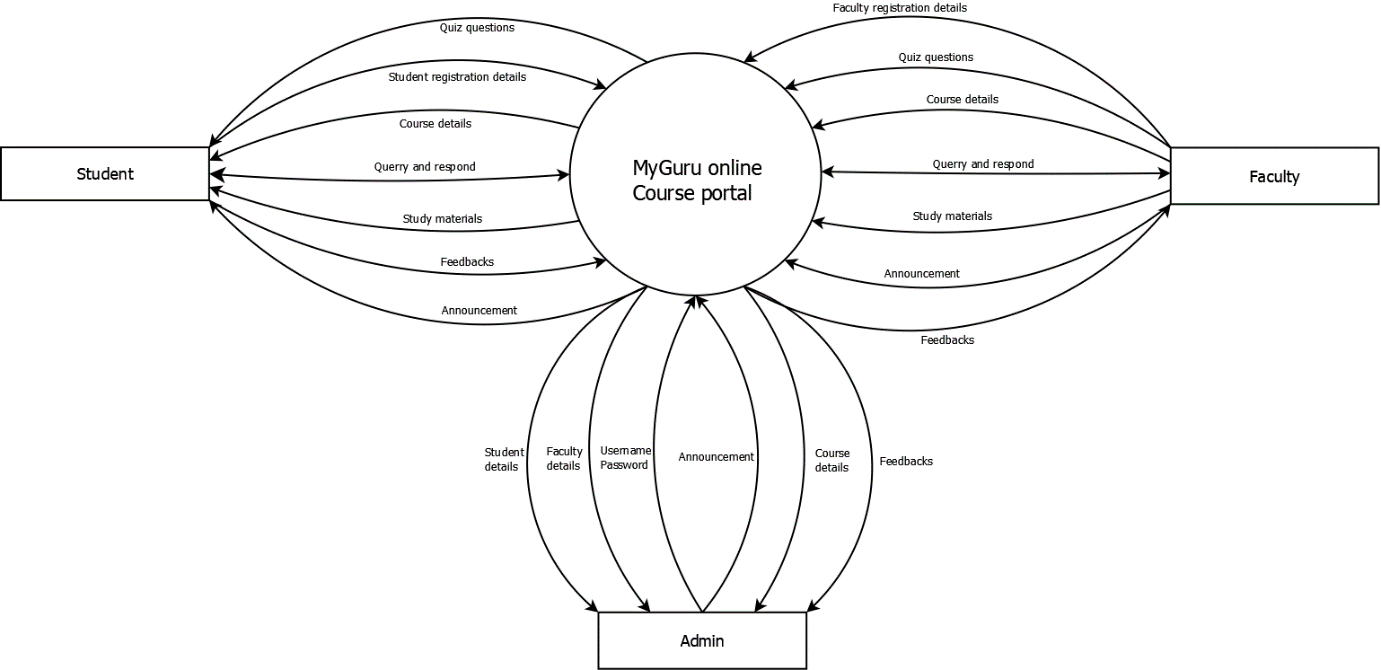 Faculty registration details
Quiz questions
Quiz questions
Student registration details
Course details
Course details
Querry and respond
Querry and respond
Student
MyGuru online
Course portal
Faculty
Study materials
Study materials
Feedbacks
Announcement
Announcement
Feedbacks
Student
details
Faculty
details
Username
Password
Announcement
Course
details
Feedbacks
Admin